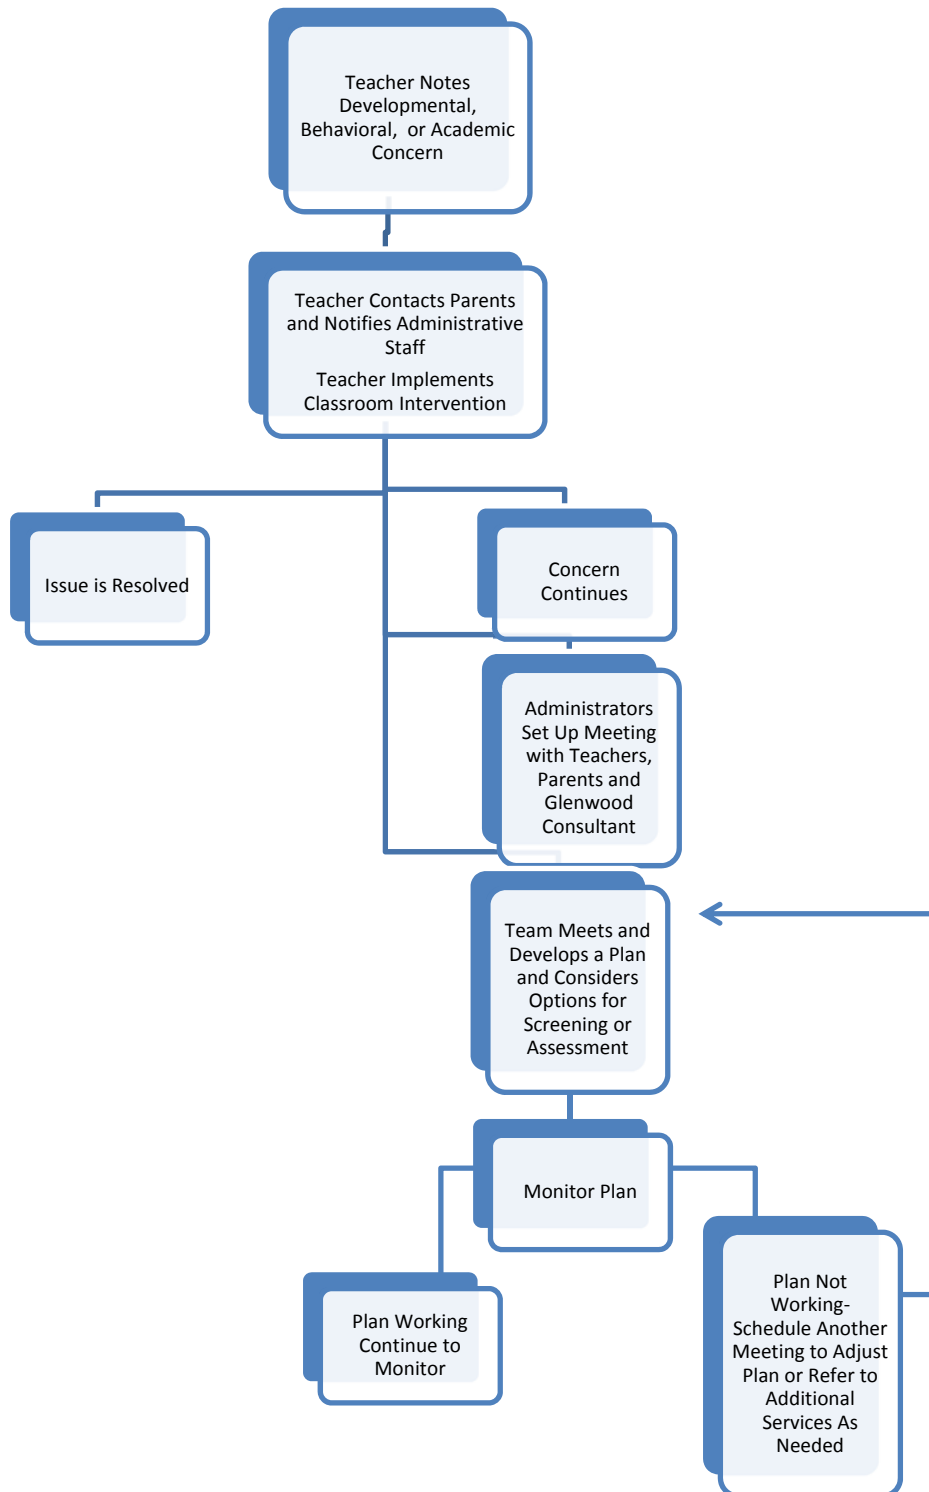 Teacher Notes
Developmental,
Behavioral, or Academic
Concern
Teacher Contacts Parents
and Notifies Administrative
Staff
Teacher Implements
Classroom Intervention
Issue is Resolved
Concern
Continues
Administrators
Set Up Meeting
with Teachers,
Parents and
Glenwood
Consultant
Team Meets and
Develops a Plan
and Considers
Options for
Screening or
Assessment
Monitor Plan
Plan Working
Continue to
Monitor
Plan Not
Working-
Schedule Another
Meeting to Adjust
Plan or Refer to
Additional
Services As
Needed